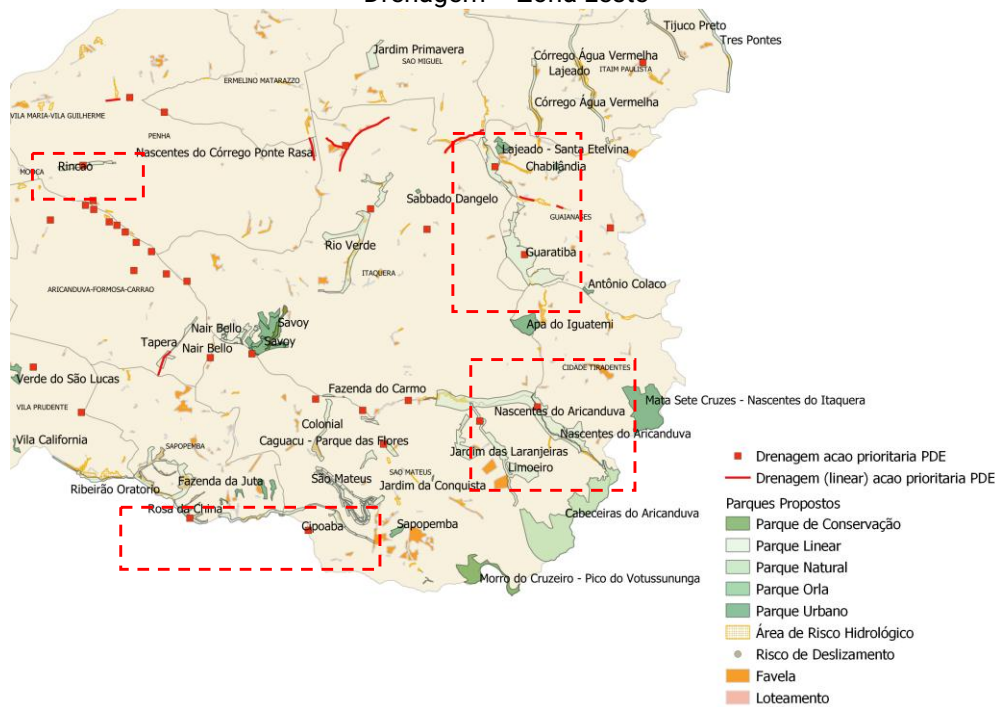 Drenagem – Zona Leste
Tijuco Preto
Tres Pontes
Jardim Primavera
SAO MIGUEL
Córrego Água Vermelha
Lajeado
ITAIM PAULISTA
ERMELINO MATARAZZO
Córrego Água Vermelha
VILA MARIA-VILA GUILHERME
PENHA
Nascentes do Córrego Ponte Rasa
Lajeado - Santa Etelvina
Rincão
MOOCA
Chabilândia
Sabbado Dangelo
GUAIANASES
Rio Verde
Guaratiba
ITAQUERA
Antônio Colaco
ARICANDUVA-FORMOSA-CARRAO
Nair Bello
Savoy
Apa do Iguatemi
Tapera
Nair Bello
Savoy
Verde do São Lucas
CIDADE TIRADENTES
Fazenda do Carmo
Mata Sete Cruzes - Nascentes do Itaquera
VILA PRUDENTE
Nascentes do Aricanduva
Colonial
Vila California
Caguacu - Parque das Flores
Nascentes do Aricanduva
SAPOPEMBA
Jardim das Laranjeiras
Limoeiro
Fazenda da Juta
São Mateus
SAO MATEUS
Jardim da Conquista
Ribeirão Oratorio
Rosa da China
Cabeceiras do Aricanduva
Cipoaba
Sapopemba
Morro do Cruzeiro - Pico do Votussununga
Drenagem acao prioritaria PDE
Drenagem (linear) acao prioritaria PDE
Parques Propostos
Parque de Conservação
Parque Linear
Parque Natural
Parque Orla
Parque Urbano
Área de Risco Hidrológico
Risco de Deslizamento
Favela
Loteamento